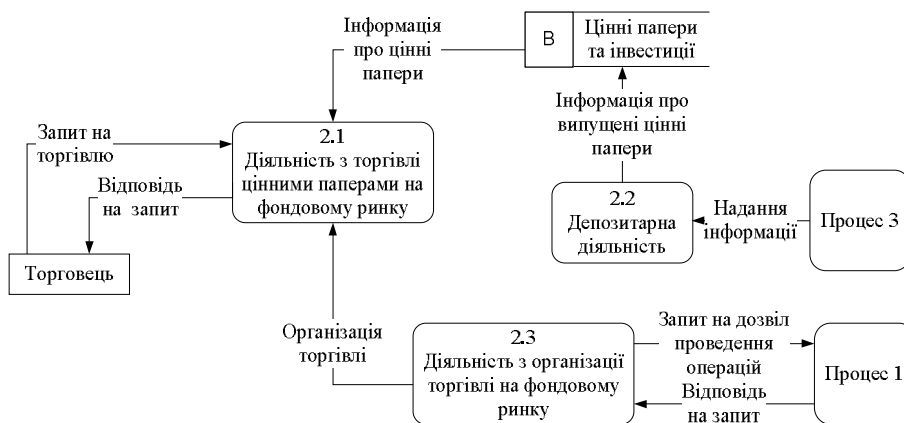 Інформація
про цінні
папери
В
Цінні папери
та інвестиції
Інформація про
випущені цінні
папери
Запит на
торгівлю
2.1
Діяльність з торгівлі
цінними паперами на
фондовому ринку
Відповідь
на запит
Торговець
2.2
Депозитарна
діяльність
Надання
інформації
Процес 3
Організація
торгівлі
2.3
Діяльність з організації
торгівлі на фондовому
ринку
Запит на дозвіл
проведення
операцій
Відповідь
на запит
Процес 1